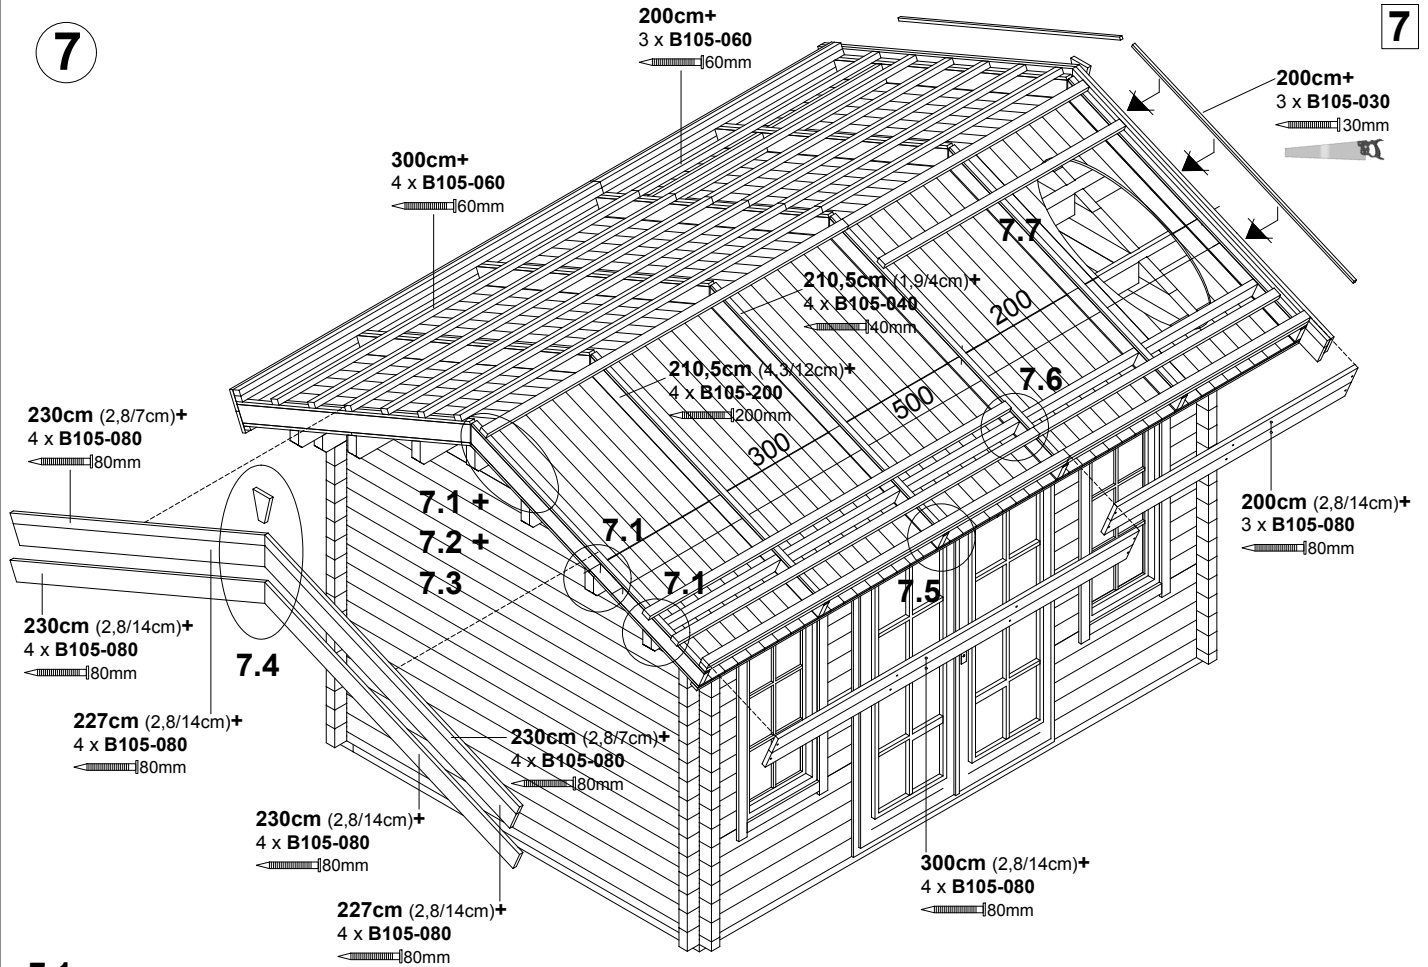 7
7
200cm+
3 x B105-060
60mm
200cm+
3 x B105-030
30mm
300cm+
4 x B105-060
60mm
7.7
210,5cm (1,9/4cm)+
4 x B105-040
40mm
200
210,5cm (4,3/12cm)+
4 x B105-200
200mm
7.6
500
300
230cm (2,8/7cm)+
4 x B105-080
80mm
7.1 +
7.2 +
7.3
7.1
7.1
7.5
200cm (2,8/14cm)+
3 x B105-080
80mm
230cm (2,8/14cm)+
4 x B105-080
80mm
7.4
227cm (2,8/14cm)+
4 x B105-080
80mm
230cm (2,8/7cm)+
4 x B105-080
80mm
230cm (2,8/14cm)+
4 x B105-080
80mm
300cm (2,8/14cm)+
4 x B105-080
80mm
227cm (2,8/14cm)+
4 x B105-080
80mm